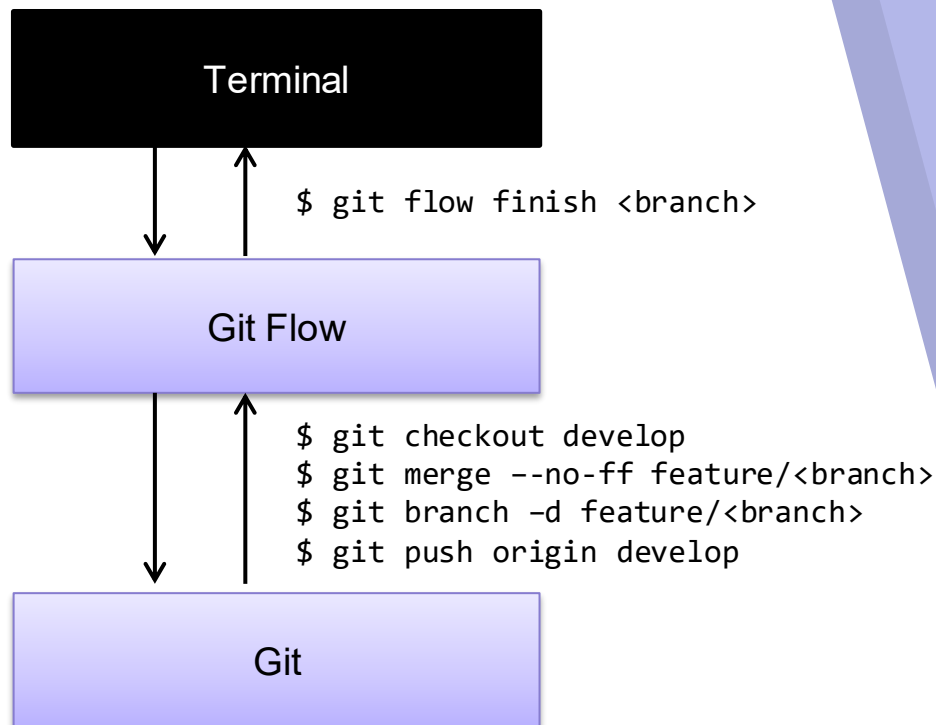 Terminal
$ git flow finish <branch>
Git Flow
$ git checkout develop
$ git merge –-no-ff feature/<branch>
$ git branch –d feature/<branch>
$ git push origin develop
Git